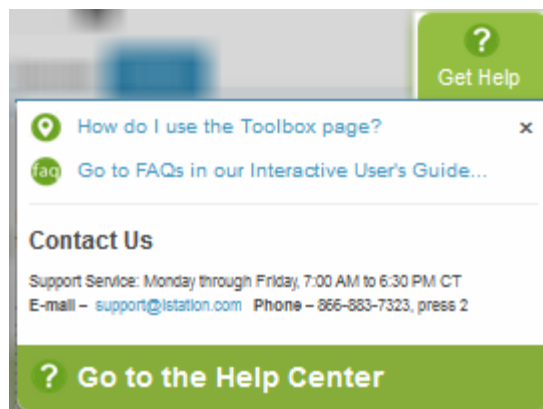 ?
Get Help
How do I use the Toolbox page? ×
faq Go to FAQs in our Interactive User's Guide...
Contact Us
Support Service: Monday through Friday, 7:00 AM to 6:30 PM CT
E-mail – support@istation.com Phone – 866-883-7323, press 2
? Go to the Help Center